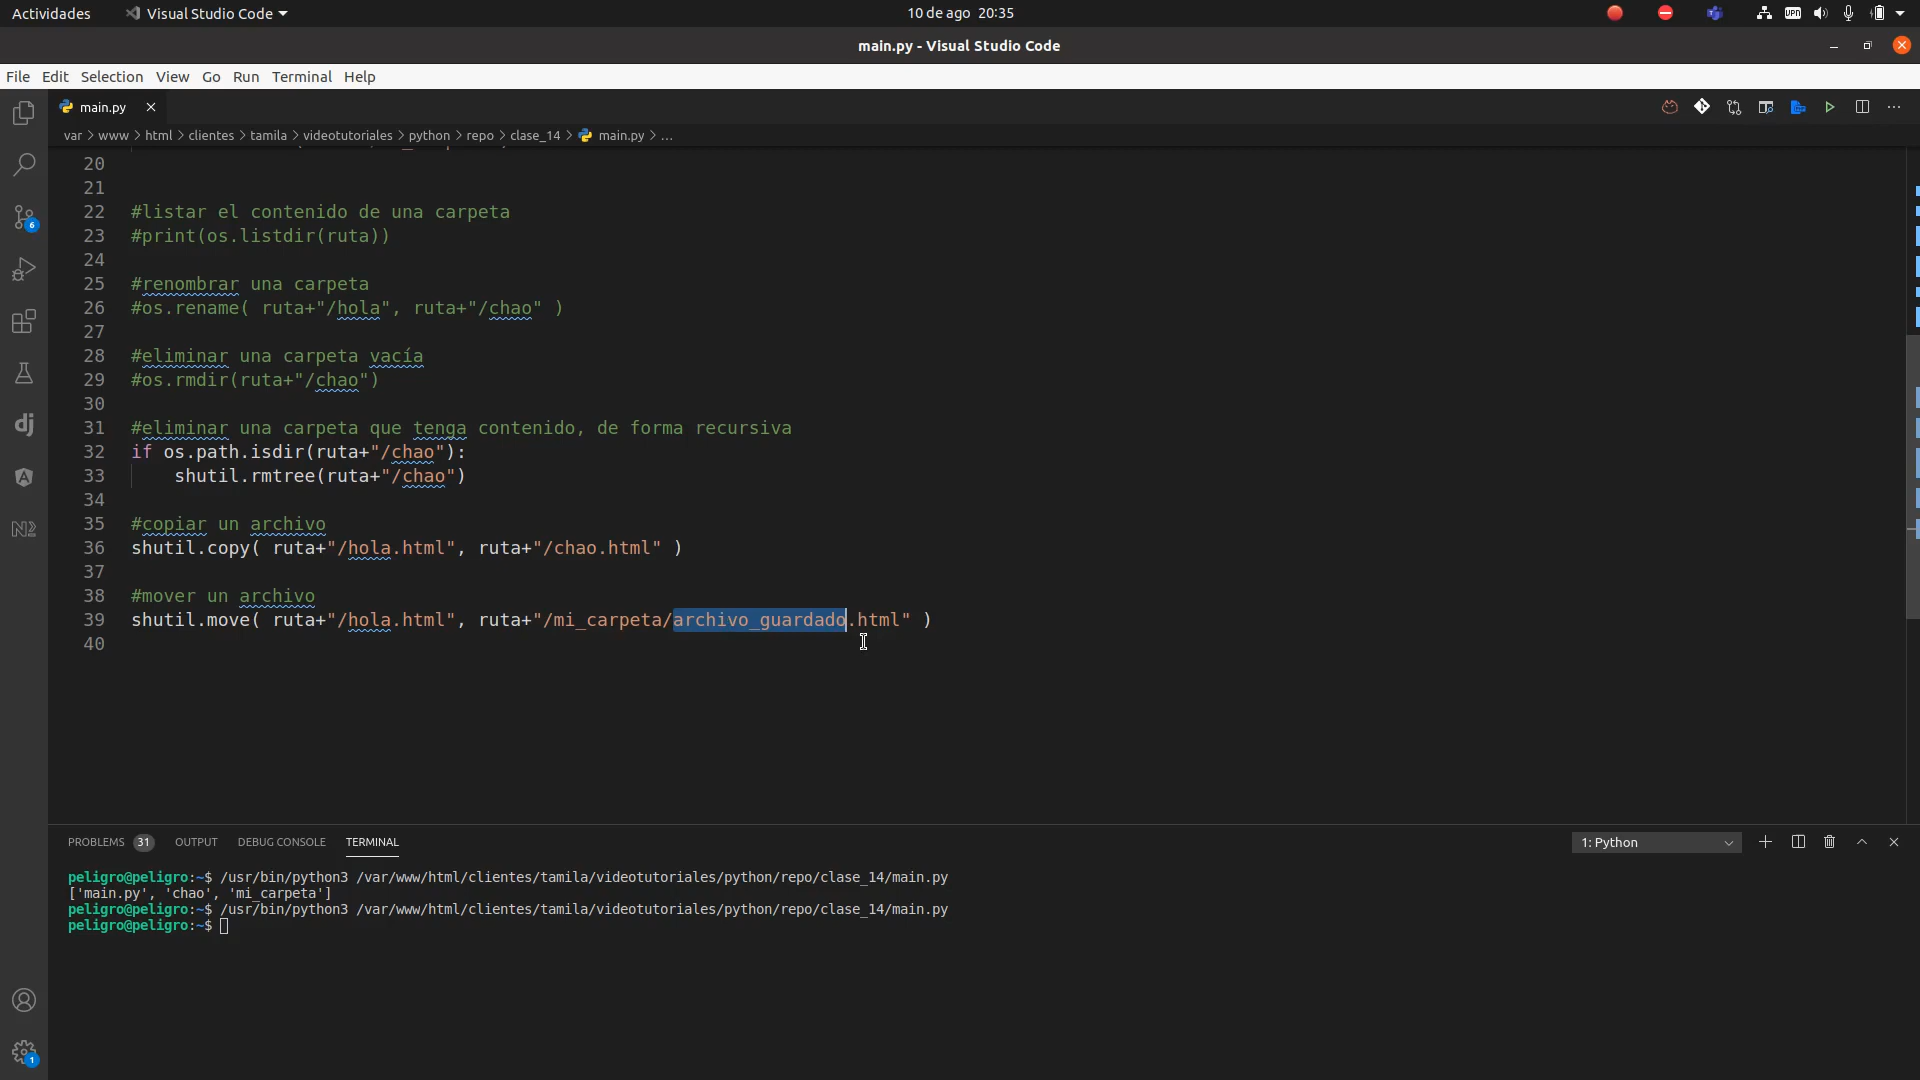 Actividades
Visual Studio Code
10 de ago 20:35
main.py - Visual Studio Code
File Edit Selection View Go Run Terminal Help
main.py
var > www > html > clientes > tamila > videotutoriales > python > repo > clase_14 > main.py > ...
20
21
22 #listar el contenido de una carpeta
23 #print(os.listdir(ruta))
24
25 #renombrar una carpeta
26 #os.rename( ruta+"/hola", ruta+"/chao" )
27
28 #eliminar una carpeta vacía
29 #os.rmdir(ruta+"/chao")
30
31 #eliminar una carpeta que tenga contenido, de forma recursiva
32 if os.path.isdir(ruta+"/chao"):
33     shutil.rmtree(ruta+"/chao")
34
35 #copiar un archivo
36 shutil.copy( ruta+"/hola.html", ruta+"/chao.html" )
37
38 #mover un archivo
39 shutil.move( ruta+"/hola.html", ruta+"/mi_carpeta/archivo_guardado.html" )
40
PROBLEMS 31 OUTPUT DEBUG CONSOLE TERMINAL
1: Python
peligro@peligro:~$ /usr/bin/python3 /var/www/html/clientes/tamila/videotutoriales/python/repo/clase_14/main.py
['main.py', 'chao', 'mi_carpeta']
peligro@peligro:~$ /usr/bin/python3 /var/www/html/clientes/tamila/videotutoriales/python/repo/clase_14/main.py
peligro@peligro:~$